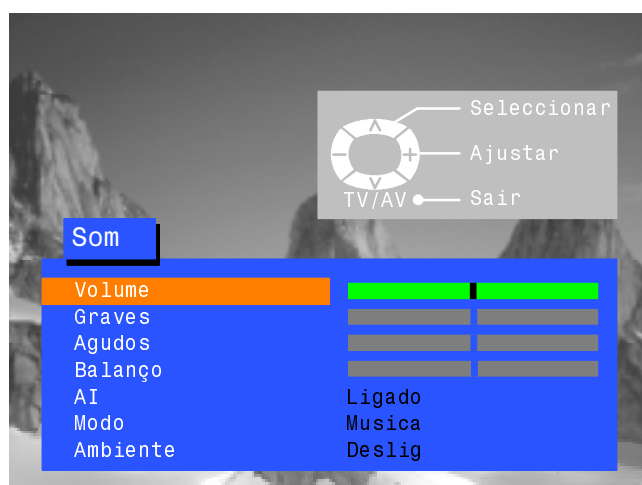 Seleccionar
Ajustar
TV/AV Sair
Som
Volume
Graves
Agudos
Balanço
AI Ligado
Modo Musica
Ambiente Deslig